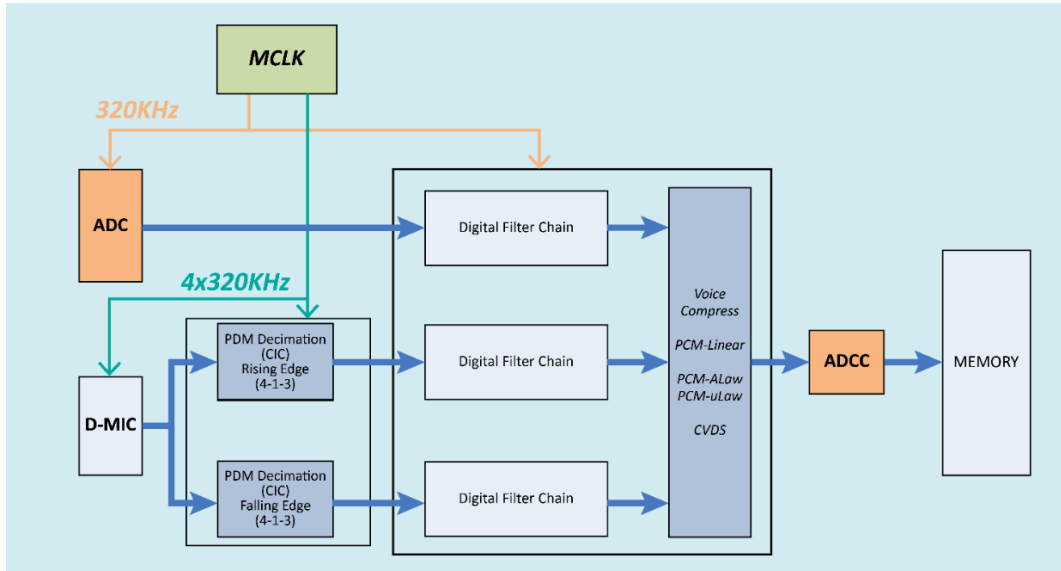 MCLK
320KHz
ADC
Digital Filter Chain
4x320KHz
Voice
Compress
PCM-Linear
PCM-ALaw
PCM-uLaw
CVDS
PDM Decimation
(CIC)
Rising Edge
(4-1-3)
Digital Filter Chain
ADCC
MEMORY
D-MIC
PDM Decimation
(CIC)
Falling Edge
(4-1-3)
Digital Filter Chain